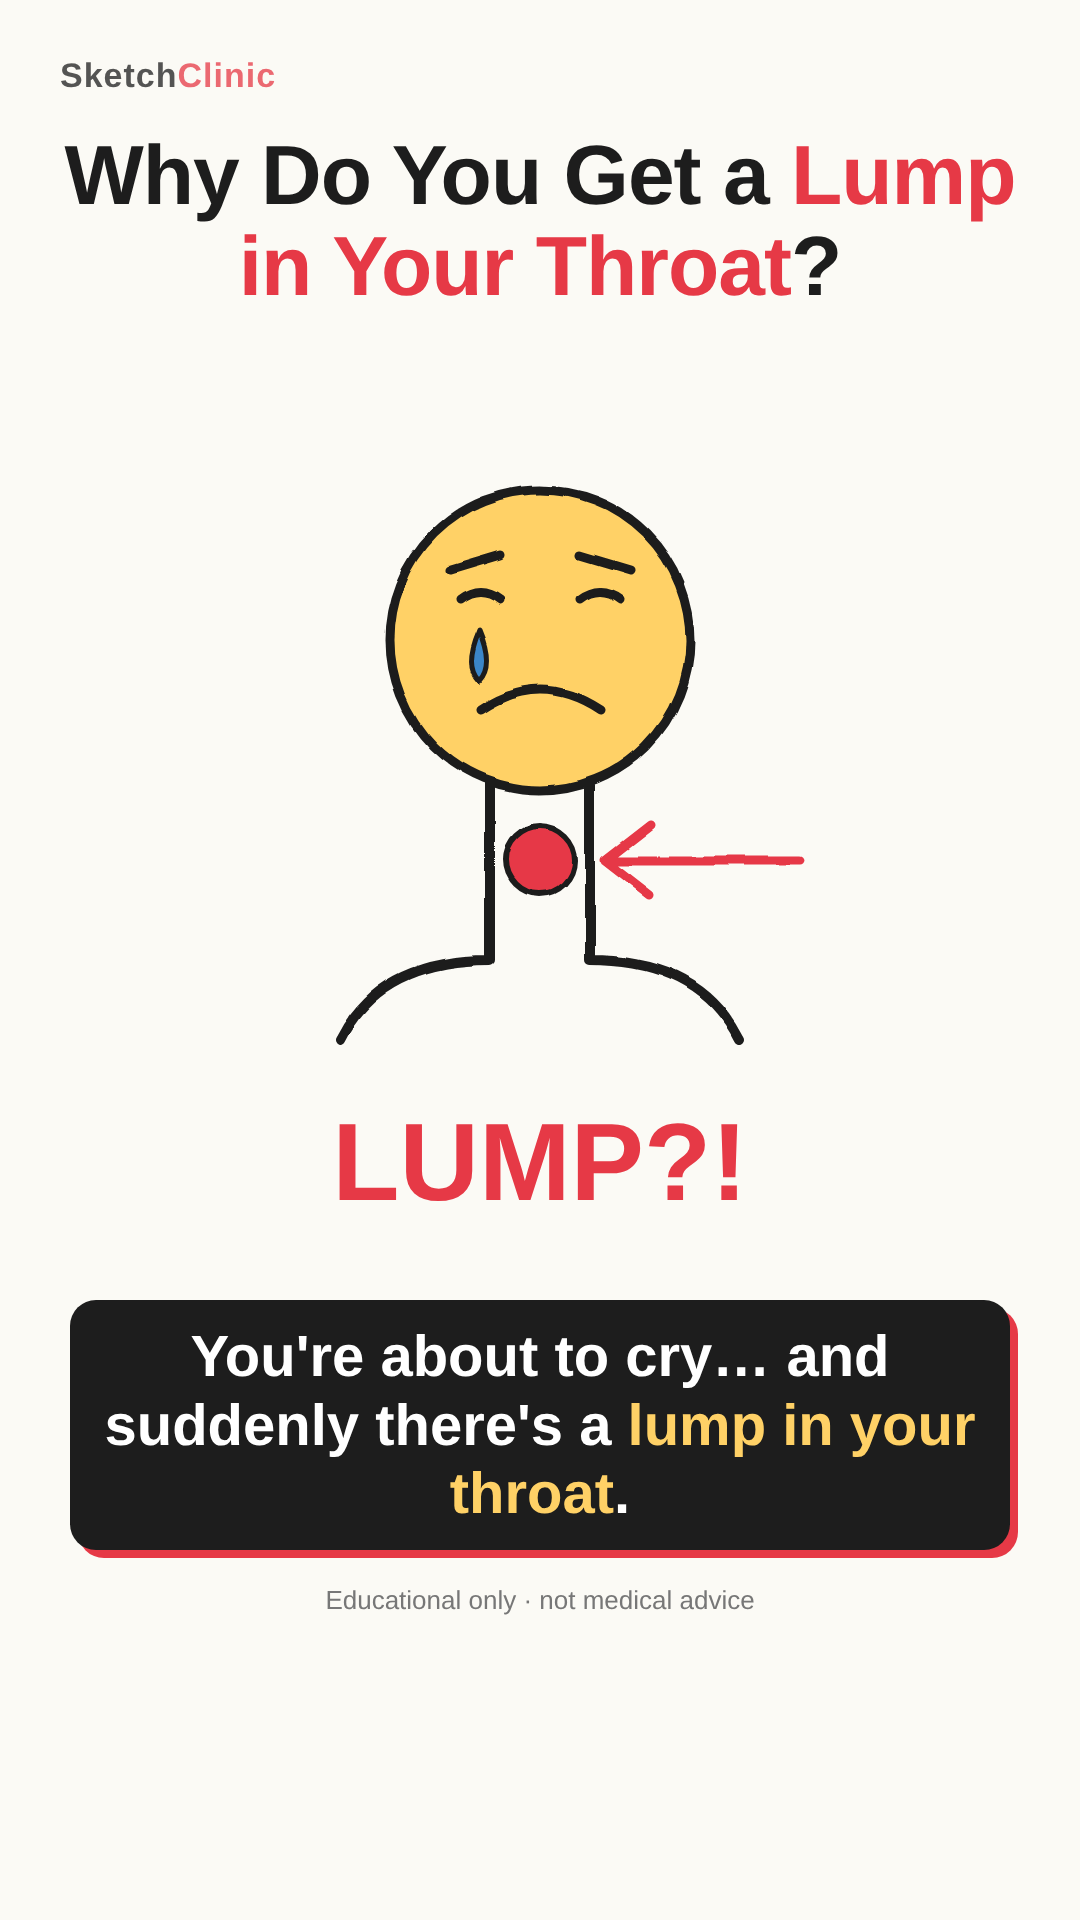 SketchClinic
Why Do You Get a Lump
in Your Throat?
LUMP?!
You're about to cry… and
suddenly there's a lump in your
throat.
Educational only · not medical advice